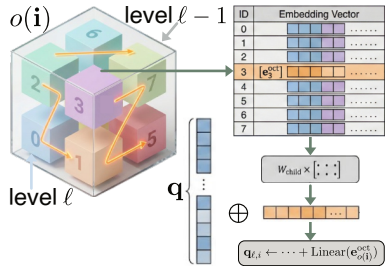 o(i)
level ℓ − 1
6
2
7
3
0
1
5
level ℓ
q
ID Embedding Vector
0 ......
1 ......
2 ......
3 [e₃ᵒᶜᵗ] ......
4 ......
5 ......
6 ......
7 ......
W_child × [⋮ ⋮ ⋮]
⊕
...
q_{ℓ,i} ← ··· + Linear(e^{oct}_{o(i)})